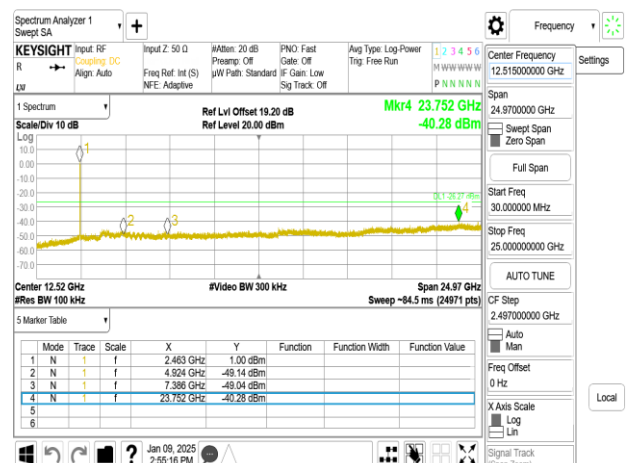 Spectrum Analyzer 1
Swept SA
+
Frequency
KEYSIGHT
R
Input: RF
Coupling: DC
Align: Auto
Input Z: 50 Ω
Freq Ref: Int (S)
NFE: Adaptive
#Atten: 20 dB
Preamp: Off
µW Path: Standard
PNO: Fast
Gate: Off
IF Gain: Low
Sig Track: Off
Avg Type: Log-Power
Trig: Free Run
1 2 3 4 5 6
M W W W W W
P N N N N N
1 Spectrum
Scale/Div 10 dB
Ref Lvl Offset 19.20 dB
Ref Level 20.00 dBm
Mkr4 23.752 GHz
-40.28 dBm
Log
10.0
0.00
-10.0
-20.0
-30.0
-40.0
-50.0
-60.0
-70.0
1
2
3
4
DL1 -26.27 dBm
Center 12.52 GHz
#Res BW 100 kHz
#Video BW 300 kHz
Span 24.97 GHz
Sweep ~84.5 ms (24971 pts)
5 Marker Table
Mode Trace Scale X Y Function Function Width Function Value
1 N 1 f 2.463 GHz 1.00 dBm
2 N 1 f 4.924 GHz -49.14 dBm
3 N 1 f 7.386 GHz -49.04 dBm
4 N 1 f 23.752 GHz -40.28 dBm
5
6
?
Jan 09, 2025
2:55:16 PM
Center Frequency
12.515000000 GHz
Span
24.9700000 GHz
Swept Span
Zero Span
Full Span
Start Freq
30.000000 MHz
Stop Freq
25.000000000 GHz
AUTO TUNE
CF Step
2.497000000 GHz
Auto
Man
Freq Offset
0 Hz
X Axis Scale
Log
Lin
Signal Track
Settings
Local